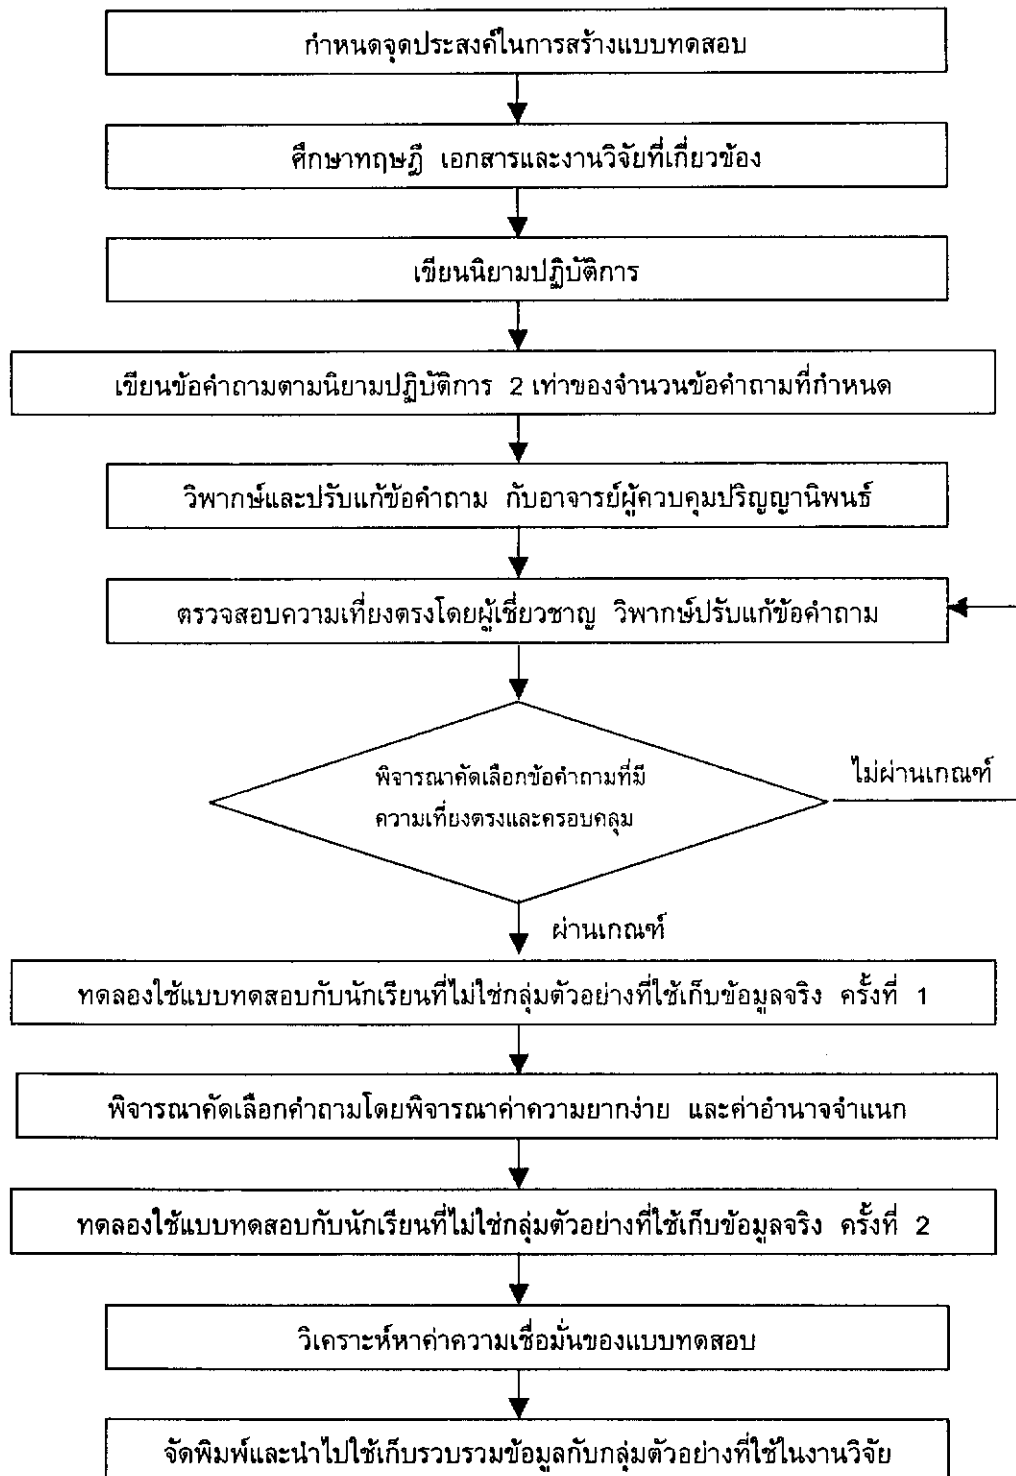 กำหนดจุดประสงค์ในการสร้างแบบทดสอบ
ศึกษาทฤษฎี เอกสารและงานวิจัยที่เกี่ยวข้อง
เขียนนิยามปฏิบัติการ
เขียนข้อคำถามตามนิยามปฏิบัติการ 2 เท่าของจำนวนข้อคำถามที่กำหนด
วิพากษ์และปรับแก้ข้อคำถาม กับอาจารย์ผู้ควบคุมปริญญานิพนธ์
ตรวจสอบความเที่ยงตรงโดยผู้เชี่ยวชาญ วิพากษ์ปรับแก้ข้อคำถาม
พิจารณาคัดเลือกข้อคำถามที่มี
ความเที่ยงตรงและครอบคลุม
ไม่ผ่านเกณฑ์
ผ่านเกณฑ์
ทดลองใช้แบบทดสอบกับนักเรียนที่ไม่ใช่กลุ่มตัวอย่างที่ใช้เก็บข้อมูลจริง ครั้งที่ 1
พิจารณาคัดเลือกคำถามโดยพิจารณาค่าความยากง่าย และค่าอำนาจจำแนก
ทดลองใช้แบบทดสอบกับนักเรียนที่ไม่ใช่กลุ่มตัวอย่างที่ใช้เก็บข้อมูลจริง ครั้งที่ 2
วิเคราะห์หาค่าความเชื่อมั่นของแบบทดสอบ
จัดพิมพ์และนำไปใช้เก็บรวบรวมข้อมูลกับกลุ่มตัวอย่างที่ใช้ในงานวิจัย